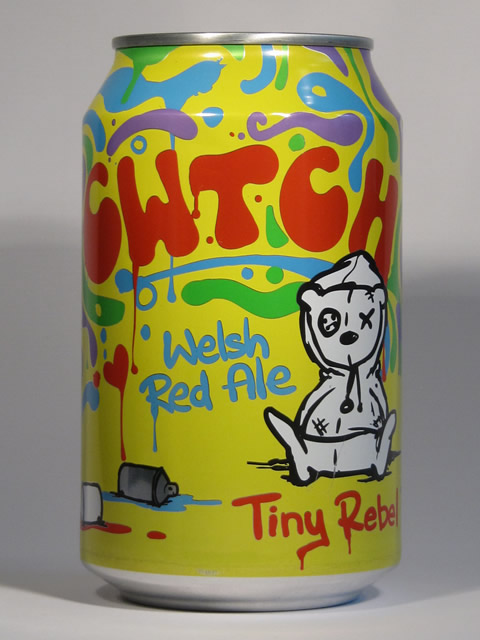 CWTCH
Welsh
Red Ale
Tiny Rebel